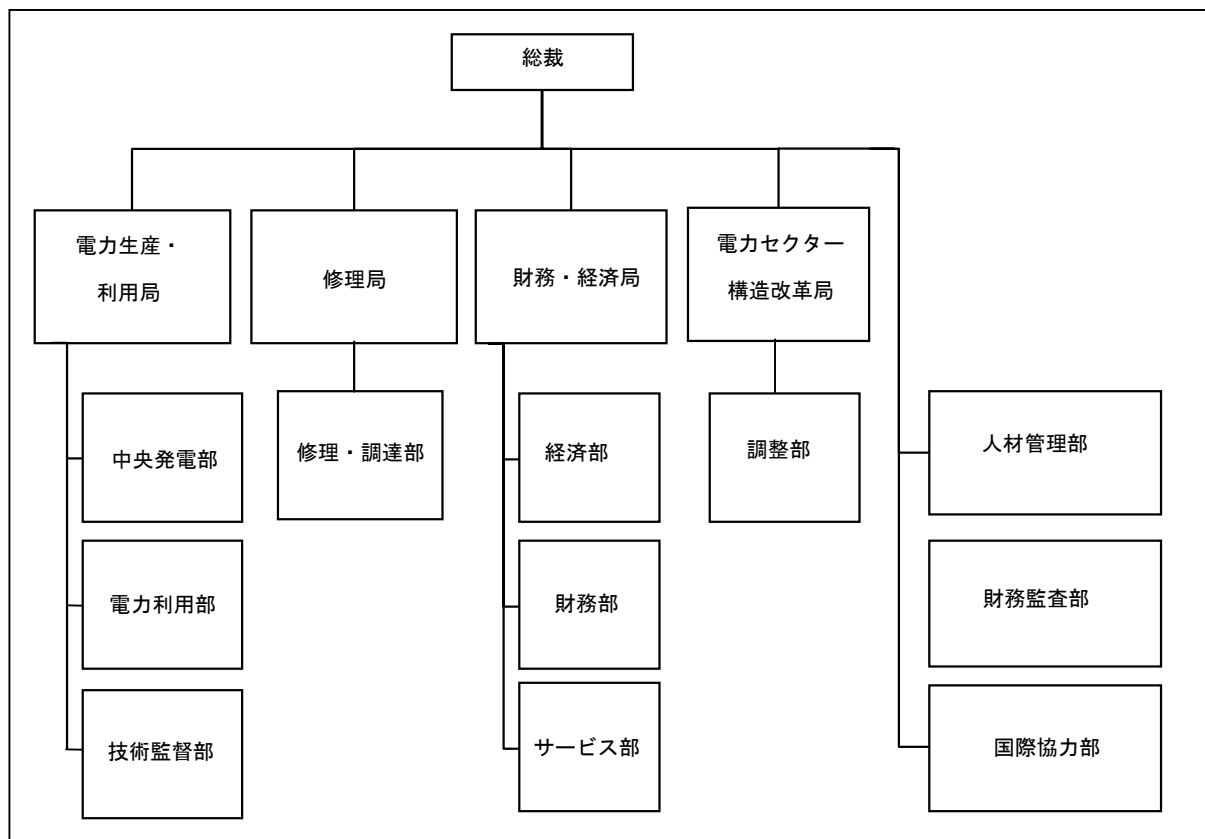 総裁
電力生産・
利用局
修理局
財務・経済局
電力セクター
構造改革局
中央発電部
修理・調達部
経済部
調整部
人材管理部
電力利用部
財務部
財務監査部
技術監督部
サービス部
国際協力部